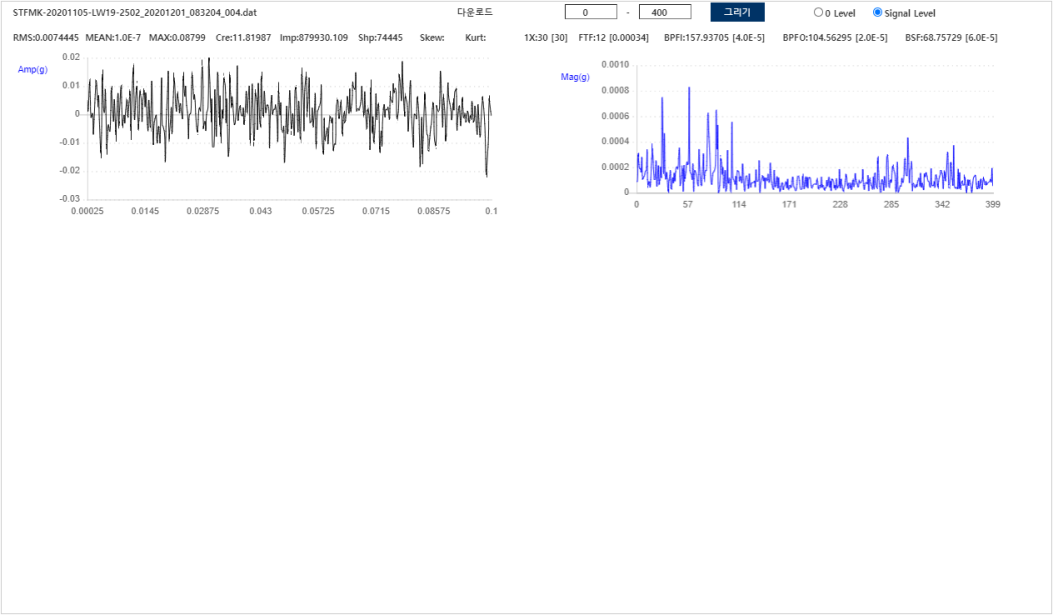 STFMK-20201105-LW19-2502_20201201_083204_004.dat 다운로드 0 - 400 그리기 0 Level Signal Level
RMS:0.0074445 MEAN:1.0E-7 MAX:0.08799 Cre:11.81987 Imp:879930.109 Shp:74445 Skew: Kurt: 1X:30 [30] FTF:12 [0.00034] BPFI:157.93705 [4.0E-5] BPFO:104.56295 [2.0E-5] BSF:68.75729 [6.0E-5]
Amp(g)
0.02
0.01
0
-0.01
-0.02
-0.03
0.00025 0.0145 0.02875 0.043 0.05725 0.0715 0.08575 0.1
Mag(g)
0.0010
0.0008
0.0006
0.0004
0.0002
0
0 57 114 171 228 285 342 399